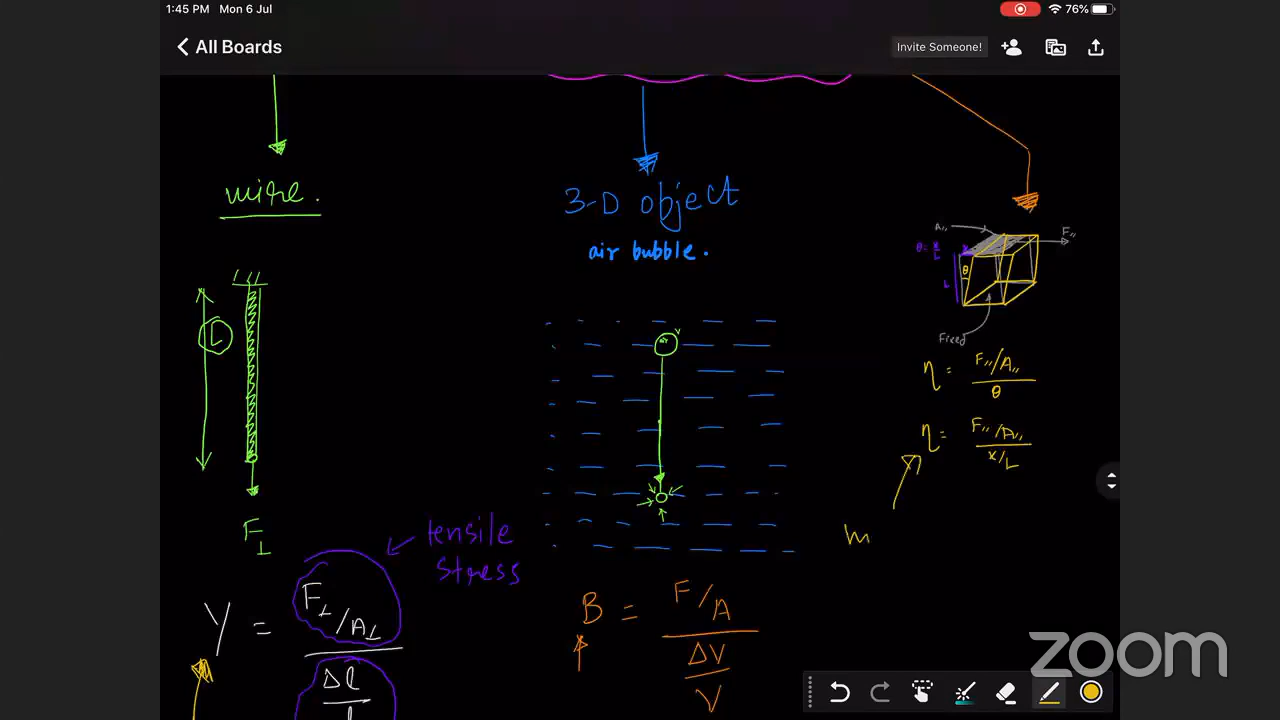 1:45 PM Mon 6 Jul
76%
All Boards
Invite Someone!
wire.
3-D object
air bubble.
A,,
F,,
θ = x/L
x
θ
L
Fixed
air
V
L
η = F,,/A,, / θ
η = F,,/A,, / x/L
F⊥
tensile
stress
m
Y = F⊥/A⊥ / Δl/l
B = F/A / ΔV/V
zoom